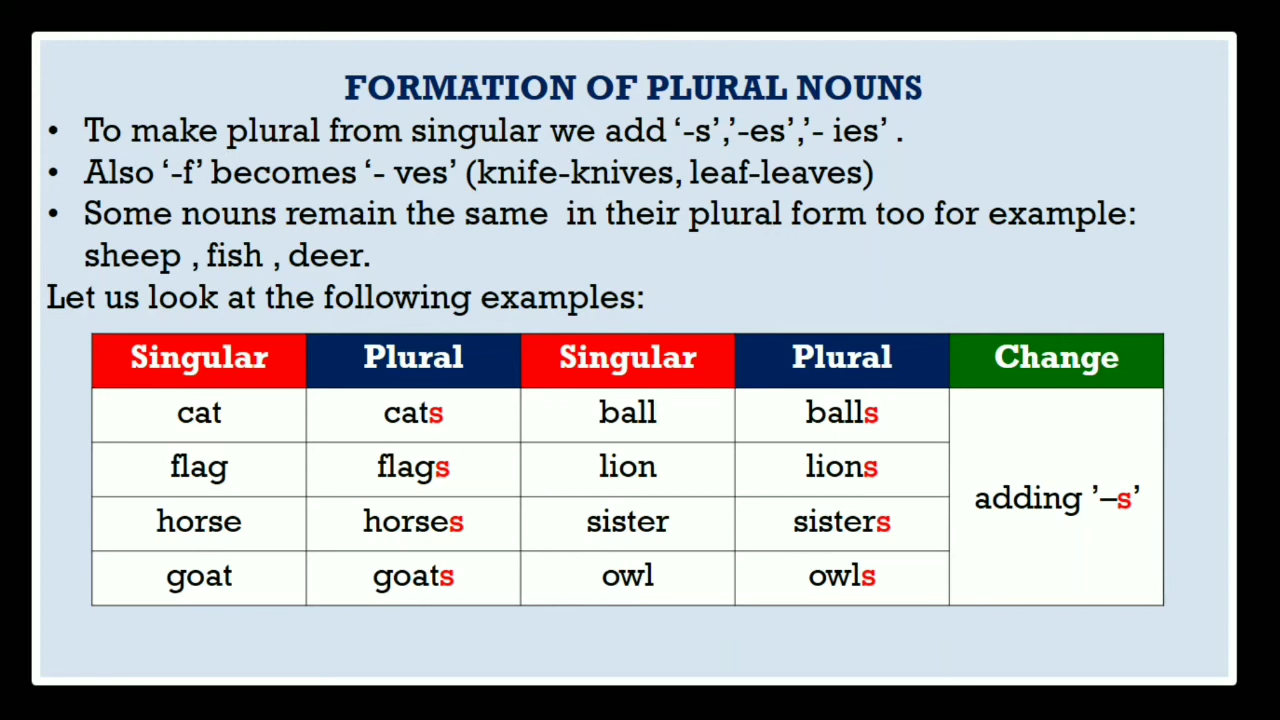 FORMATION OF PLURAL NOUNS
• To make plural from singular we add ‘-s’,’-es’,’- ies’ .
• Also ‘-f’ becomes ‘- ves’ (knife-knives, leaf-leaves)
• Some nouns remain the same  in their plural form too for example:
sheep , fish , deer.
Let us look at the following examples:
Singular Plural Singular Plural Change
cat cats ball balls
flag flags lion lions
adding ’–s’
horse horses sister sisters
goat goats owl owls